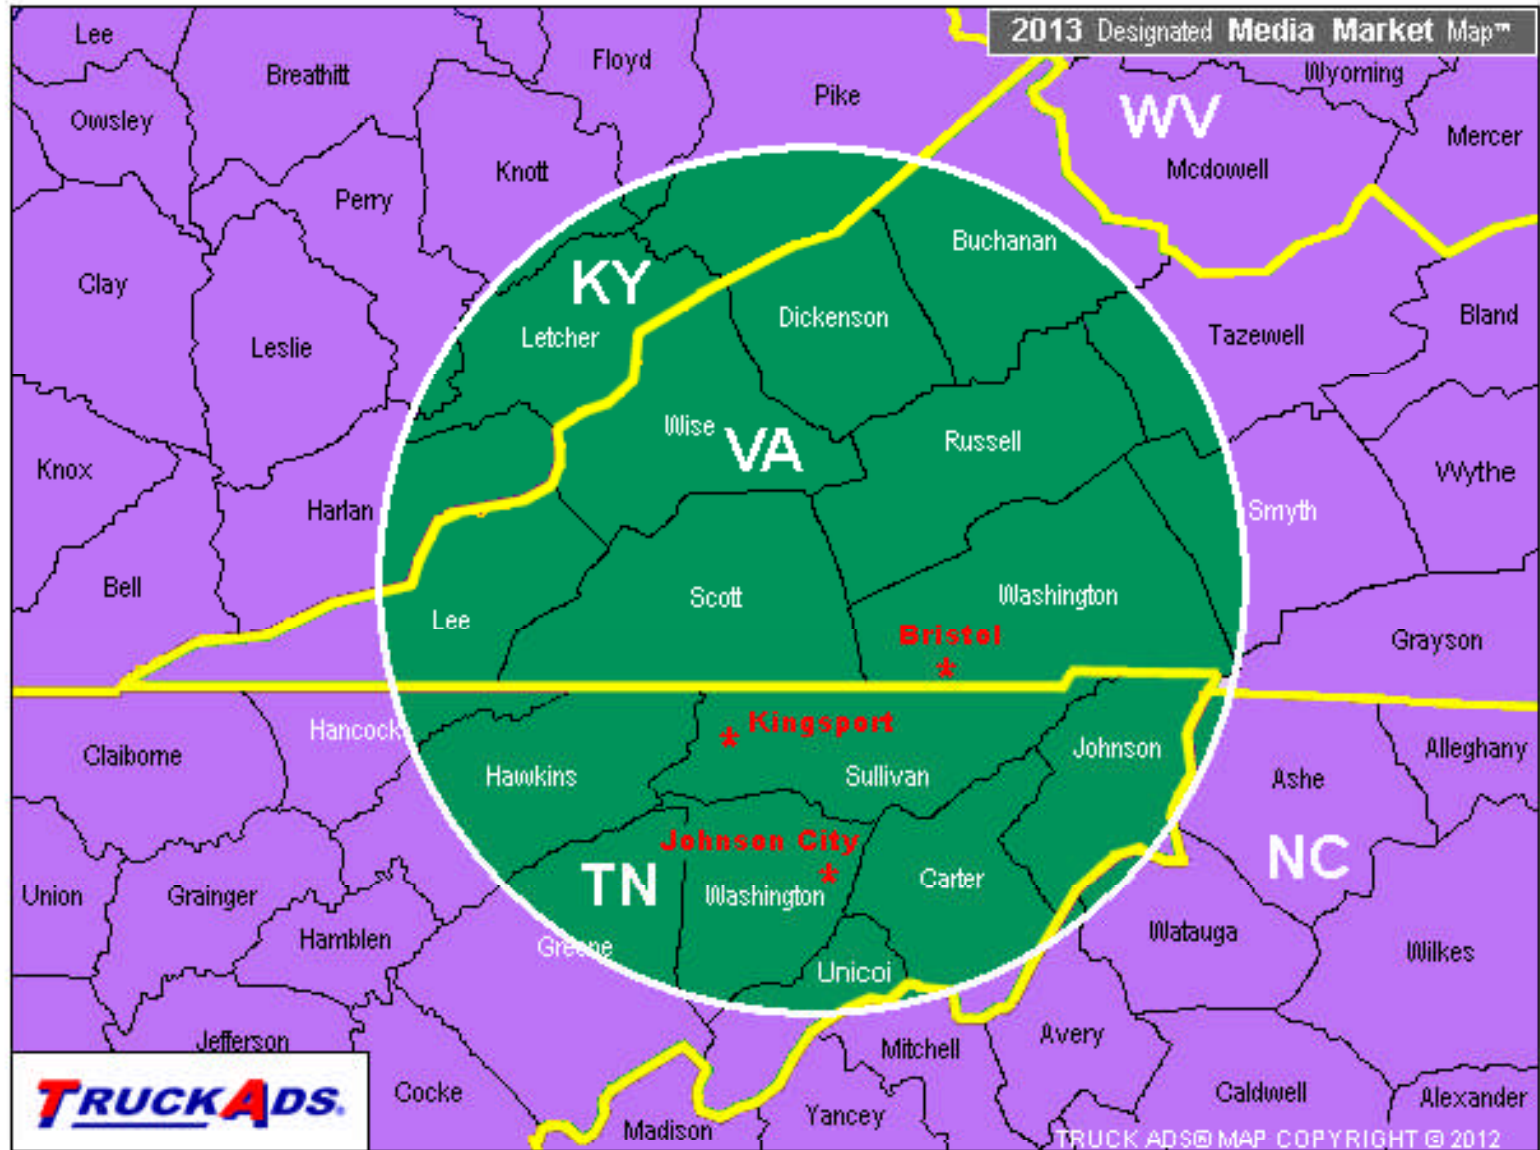 2013 Designated Media Market Map™
Lee
Breathitt
Floyd
Pike
Wyoming
WV
Owsley
Mercer
Knott
Mcdowell
Perry
Buchanan
KY
Clay
Dickenson
Bland
Letcher
Tazewell
Leslie
Wise
VA
Russell
Knox
Wythe
Harlan
Smyth
Bell
Scott
Washington
Lee
Bristol
*
Grayson
Hancock
Kingsport
*
Claiborne
Johnson
Alleghany
Hawkins
Sullivan
Ashe
Johnson City
*
NC
TN
Carter
Union
Grainger
Washington
Hamblen
Watauga
Greene
Wilkes
Unicoi
Jefferson
Avery
Mitchell
TRUCKADS.
Cocke
Caldwell
Alexander
Yancey
Madison
TRUCK ADS® MAP COPYRIGHT © 2012